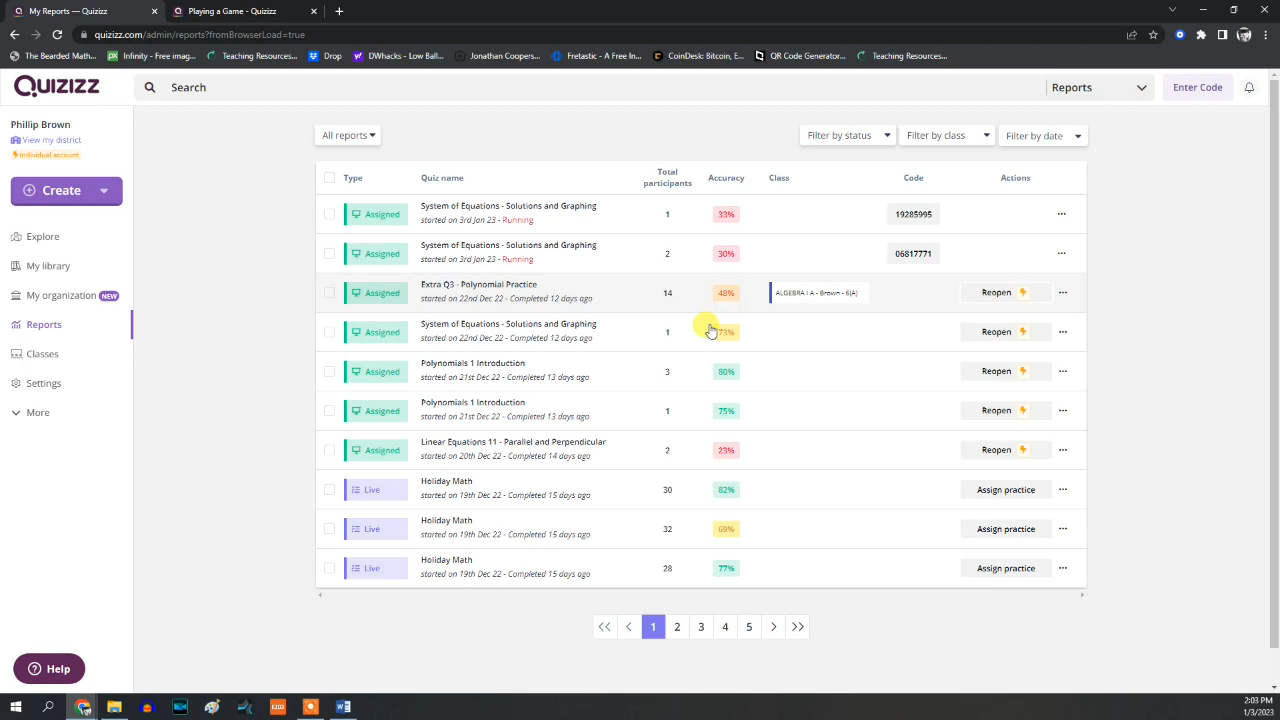 My Reports — Quizizz
Playing a Game - Quizizz
quizizz.com/admin/reports?fromBrowserLoad=true
The Bearded Math...
Infinity - Free imag...
Teaching Resources...
Drop
DWhacks - Low Ball...
Jonathan Coopers...
Fretastic - A Free In...
CoinDesk: Bitcoin, E...
QR Code Generator...
Teaching Resources...
QUIZIZZ
Search
Reports
Enter Code
Phillip Brown
View my district
Individual account
Create
Explore
My library
My organization NEW
Reports
Classes
Settings
More
Help
All reports
Filter by status
Filter by class
Filter by date
Type Quiz name Total participants Accuracy Class Code Actions
Assigned System of Equations - Solutions and Graphing 1 33% 19285995 ...
started on 3rd Jan 23 - Running
Assigned System of Equations - Solutions and Graphing 2 30% 06817771 ...
started on 3rd Jan 23 - Running
Assigned Extra Q3 - Polynomial Practice 14 48% ALGEBRA I A - Brown - 6(A) Reopen ...
started on 22nd Dec 22 - Completed 12 days ago
Assigned System of Equations - Solutions and Graphing 1 73% Reopen ...
started on 22nd Dec 22 - Completed 12 days ago
Assigned Polynomials 1 Introduction 3 80% Reopen ...
started on 21st Dec 22 - Completed 13 days ago
Assigned Polynomials 1 Introduction 1 75% Reopen ...
started on 21st Dec 22 - Completed 13 days ago
Assigned Linear Equations 11 - Parallel and Perpendicular 2 23% Reopen ...
started on 20th Dec 22 - Completed 14 days ago
Live Holiday Math 30 82% Assign practice ...
started on 19th Dec 22 - Completed 15 days ago
Live Holiday Math 32 69% Assign practice ...
started on 19th Dec 22 - Completed 15 days ago
Live Holiday Math 28 77% Assign practice ...
started on 19th Dec 22 - Completed 15 days ago
<< < 1 2 3 4 5 > >>
2:03 PM
1/3/2023